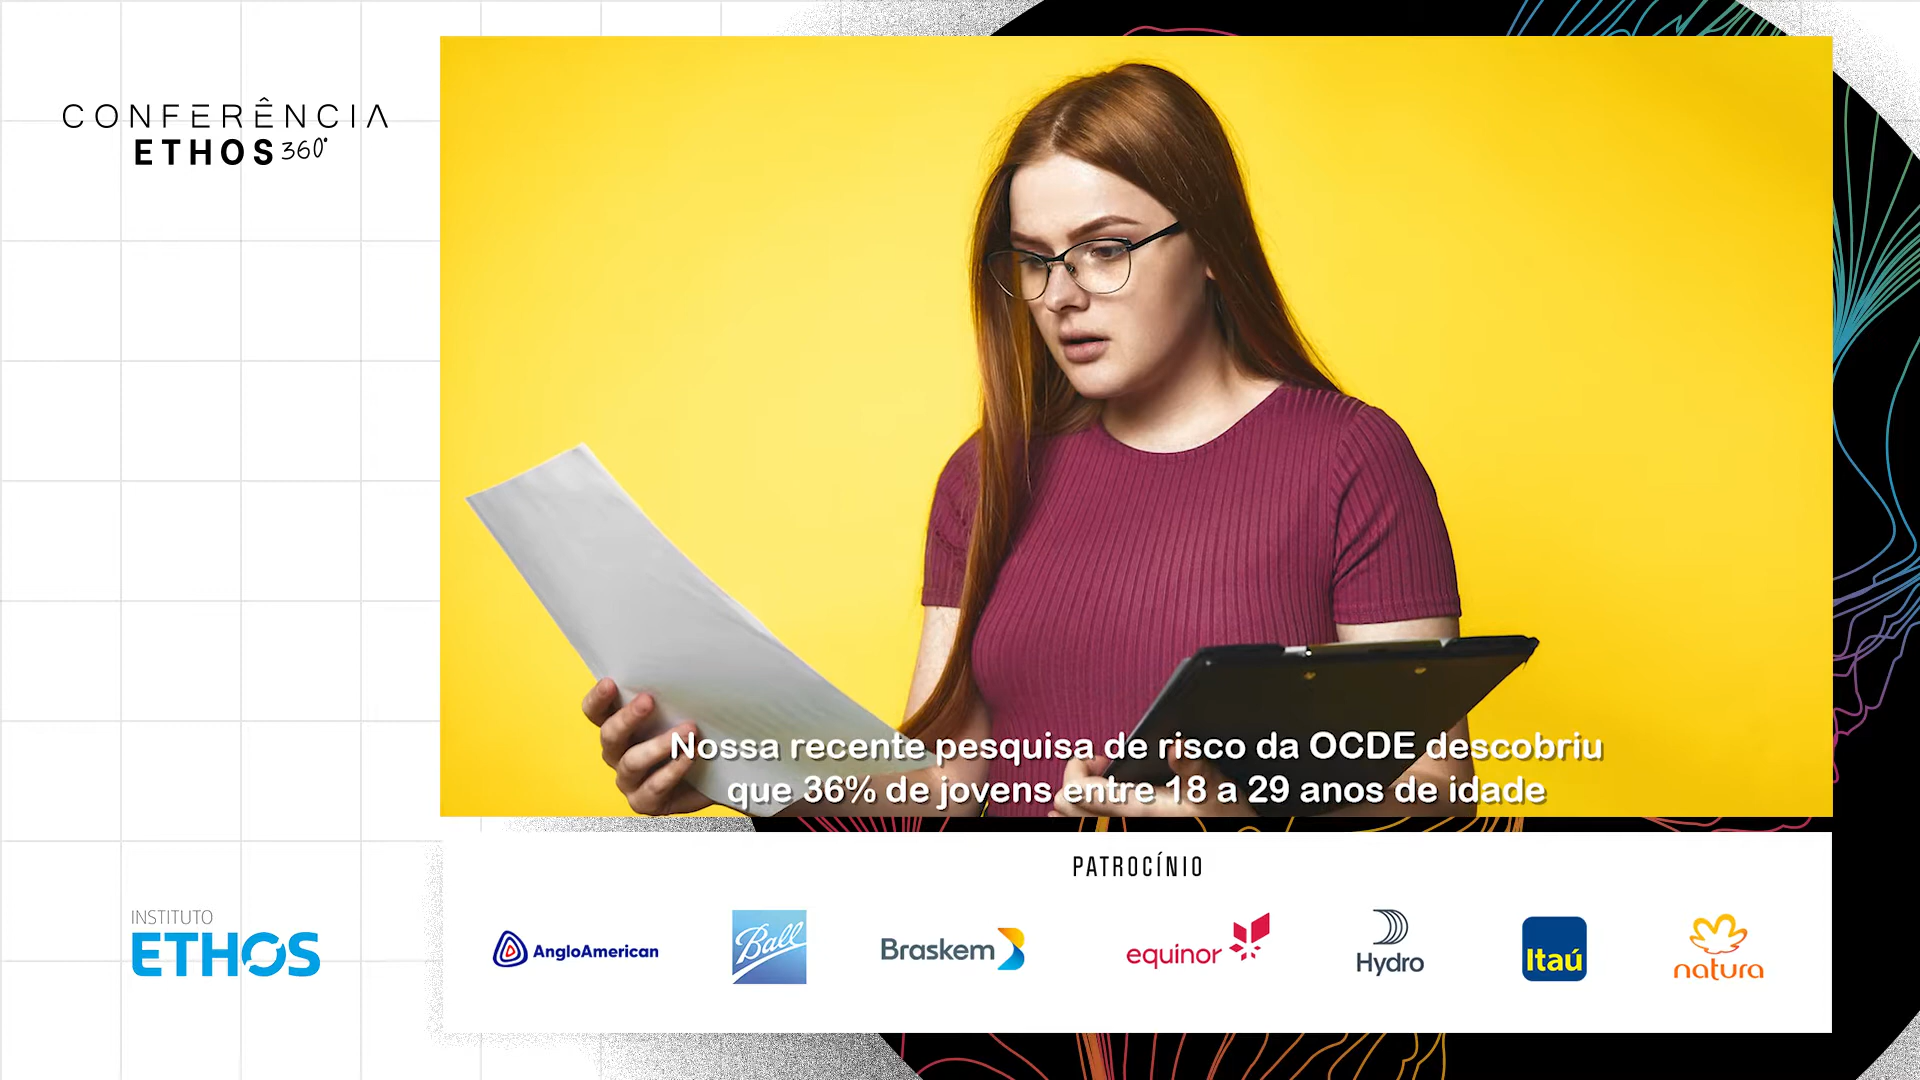 CONFERÊNCIA
ETHOS 360°
Nossa recente pesquisa de risco da OCDE descobriu
que 36% de jovens entre 18 a 29 anos de idade
PATROCÍNIO
INSTITUTO
ETHOS
AngloAmerican
Ball
Braskem
equinor
Hydro
Itaú
natura